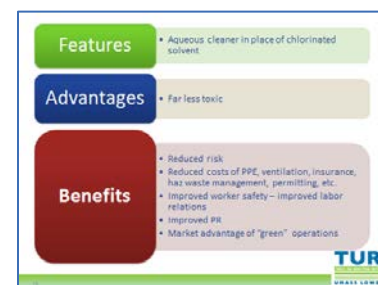 Features
• Aqueous cleaner in place of chlorinated
solvent
Advantages
• Far less toxic
Benefits
• Reduced risk
• Reduced costs of PPE, ventilation, insurance,
haz waste management, permitting, etc.
• Improved worker safety – improved labor
relations
• Improved PR
• Market advantage of "green" operations
TUR
UMASS LOWE